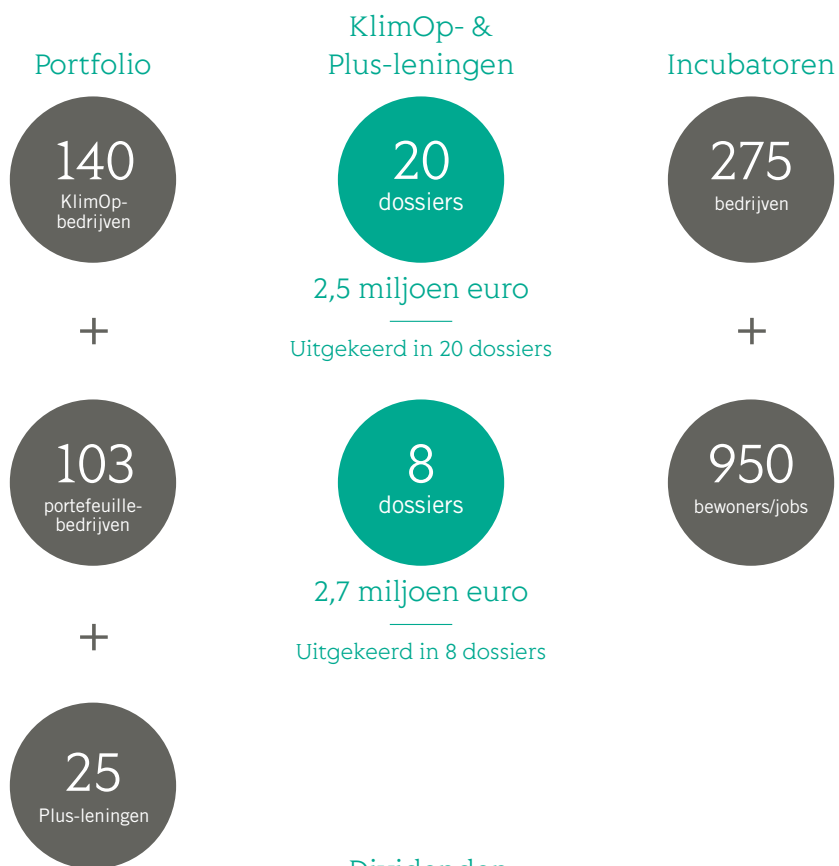 Portfolio
140
KlimOp-
bedrijven
+
103
portefeuille-
bedrijven
+
25
Plus-leningen
KlimOp- &
Plus-leningen
20
dossiers
2,5 miljoen euro
Uitgekeerd in 20 dossiers
8
dossiers
2,7 miljoen euro
Uitgekeerd in 8 dossiers
Incubatoren
275
bedrijven
+
950
bewoners/jobs